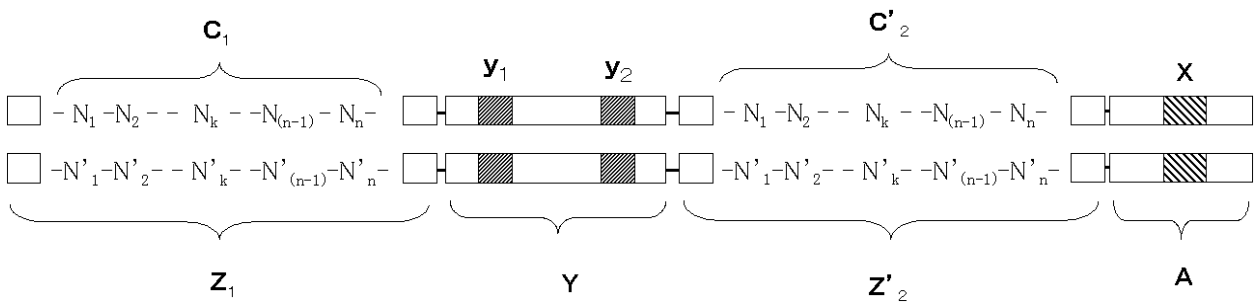 C₁ C'₂
y₁ y₂ X
- N₁ -N₂ - - Nₖ - -N₍ₙ₋₁₎ - Nₙ- - N₁ -N₂ - - Nₖ - -N₍ₙ₋₁₎ - Nₙ-
-N'₁ -N'₂ - - N'ₖ - -N'₍ₙ₋₁₎ -N'ₙ- -N'₁ -N'₂ - - N'ₖ - -N'₍ₙ₋₁₎ -N'ₙ-
Z₁ Y Z'₂ A